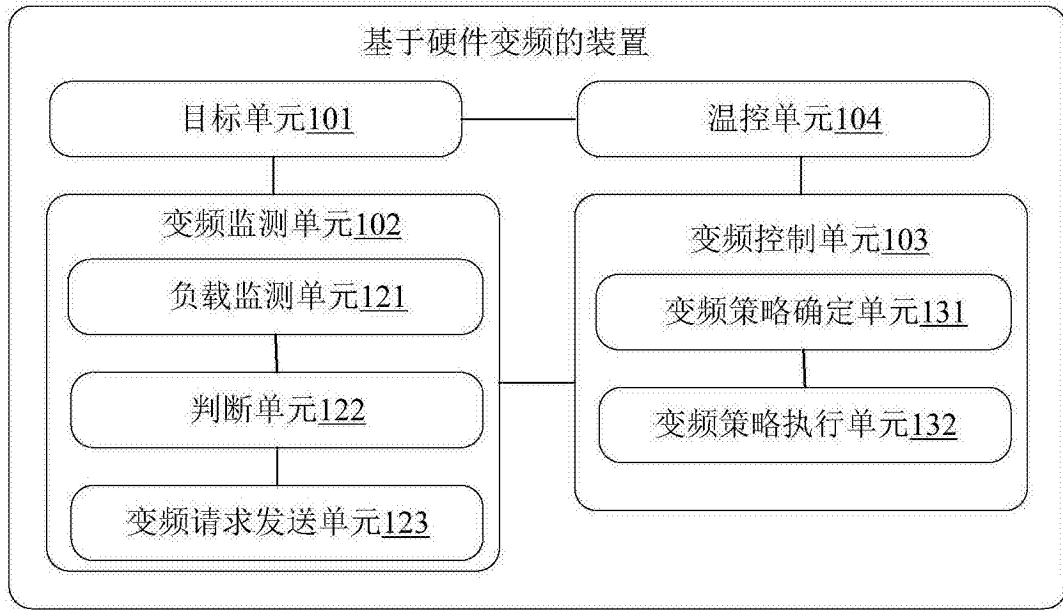 基于硬件变频的装置
目标单元101
温控单元104
变频监测单元102
负载监测单元121
判断单元122
变频请求发送单元123
变频控制单元103
变频策略确定单元131
变频策略执行单元132